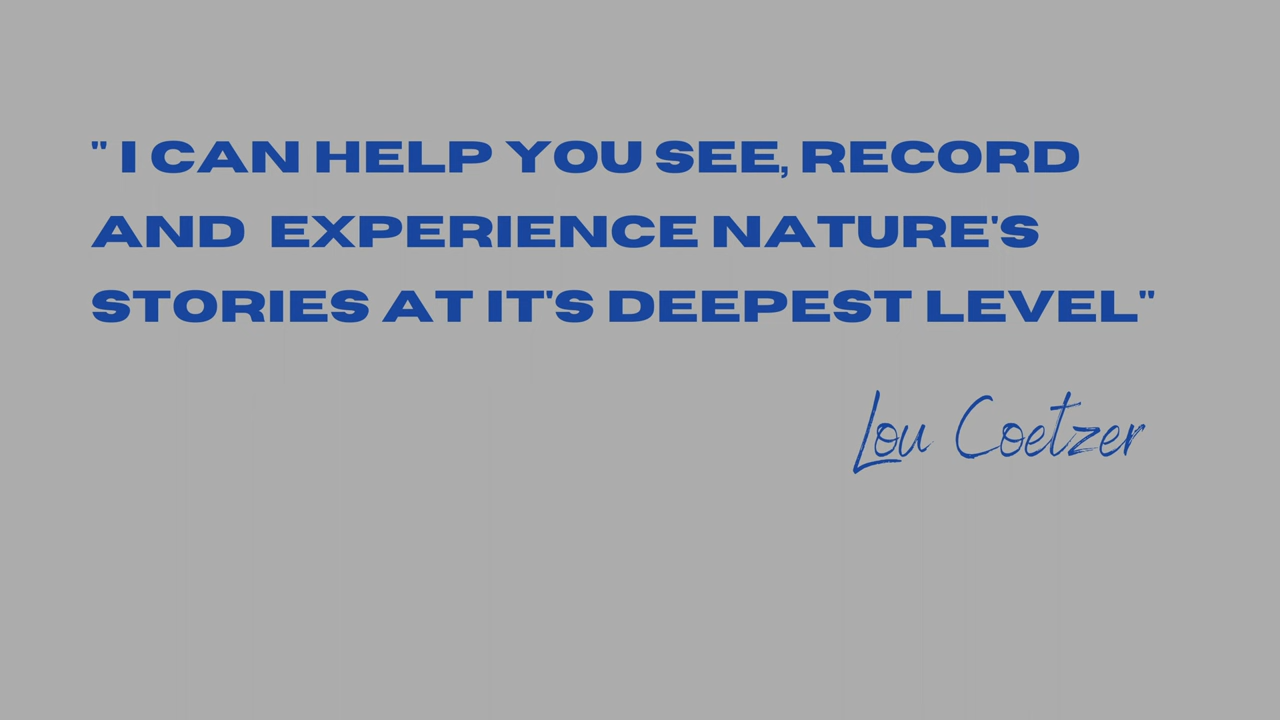 " I CAN HELP YOU SEE, RECORD
AND  EXPERIENCE NATURE'S
STORIES AT IT'S DEEPEST LEVEL"
Lou Coetzer